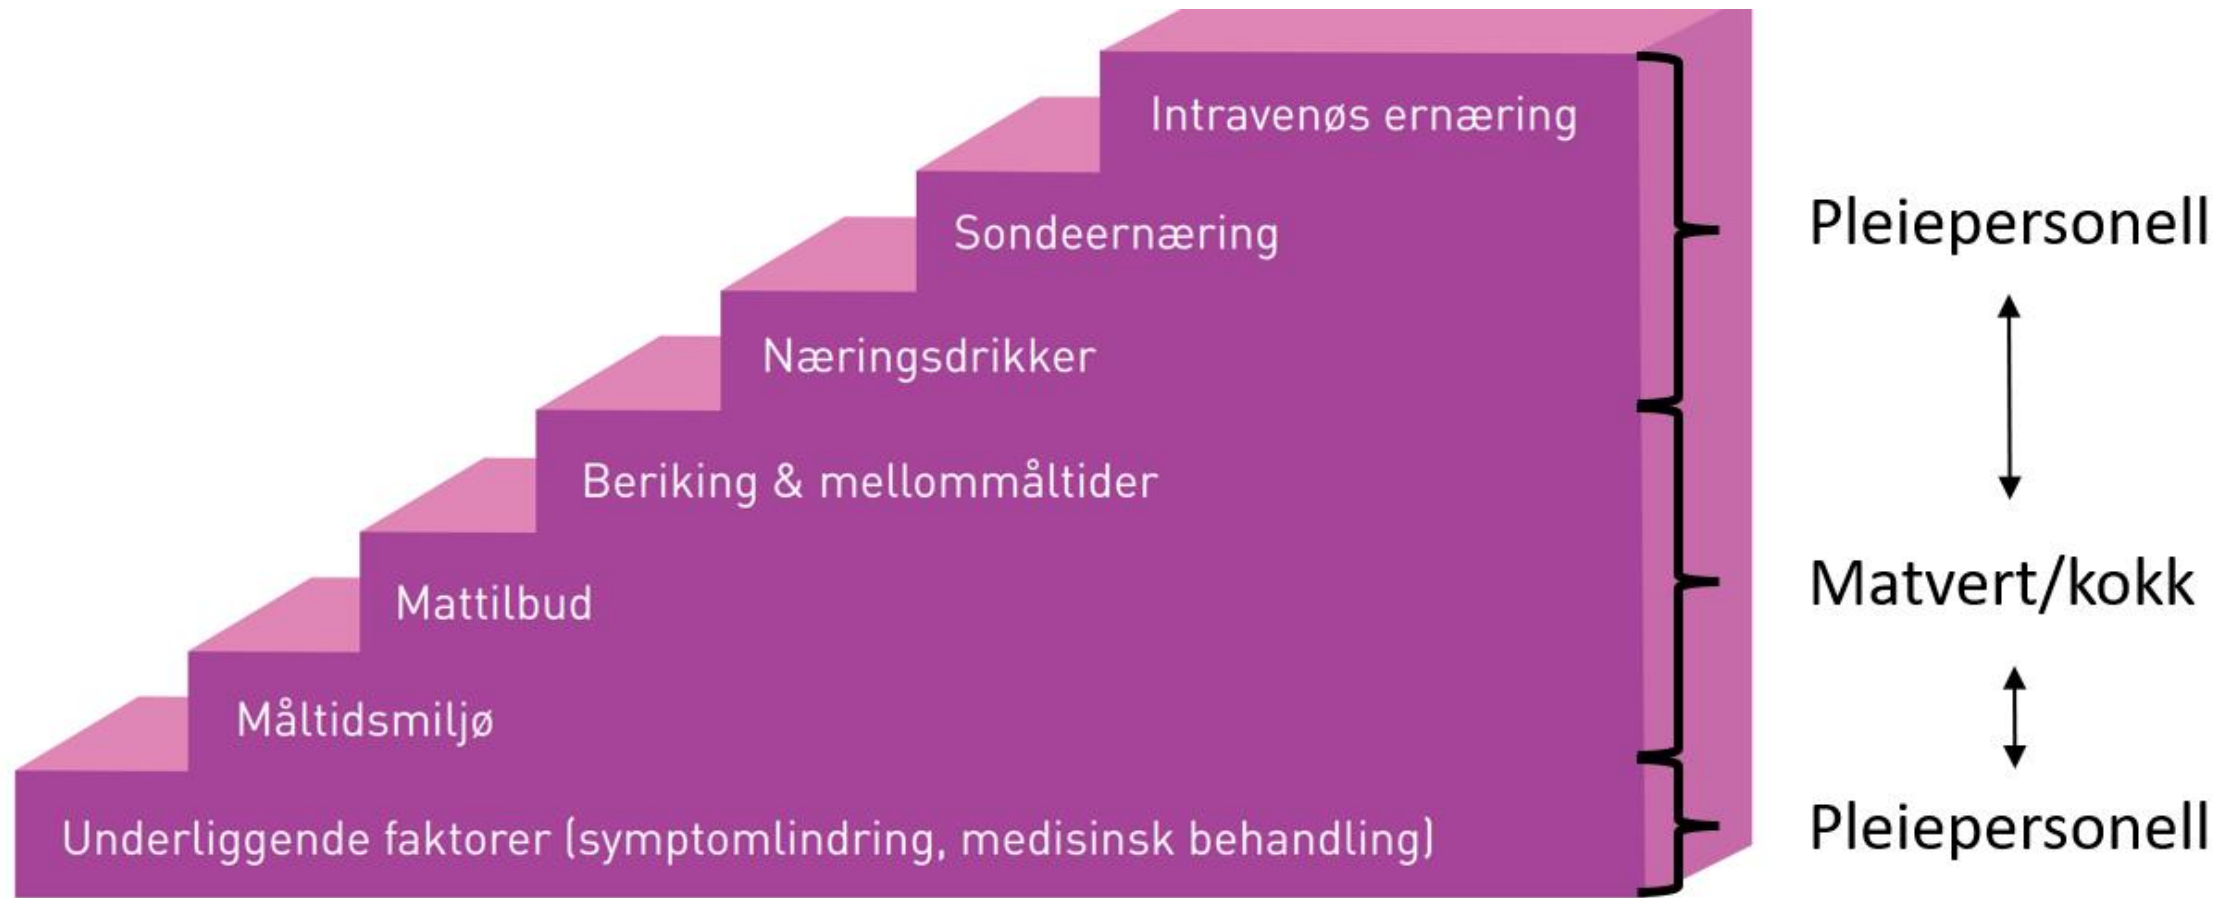 Intravenøs ernæring
Sondeernæring
Næringsdrikker
Beriking & mellommåltider
Mattilbud
Måltidsmiljø
Underliggende faktorer (symptomlindring, medisinsk behandling)
Pleiepersonell
Matvert/kokk
Pleiepersonell